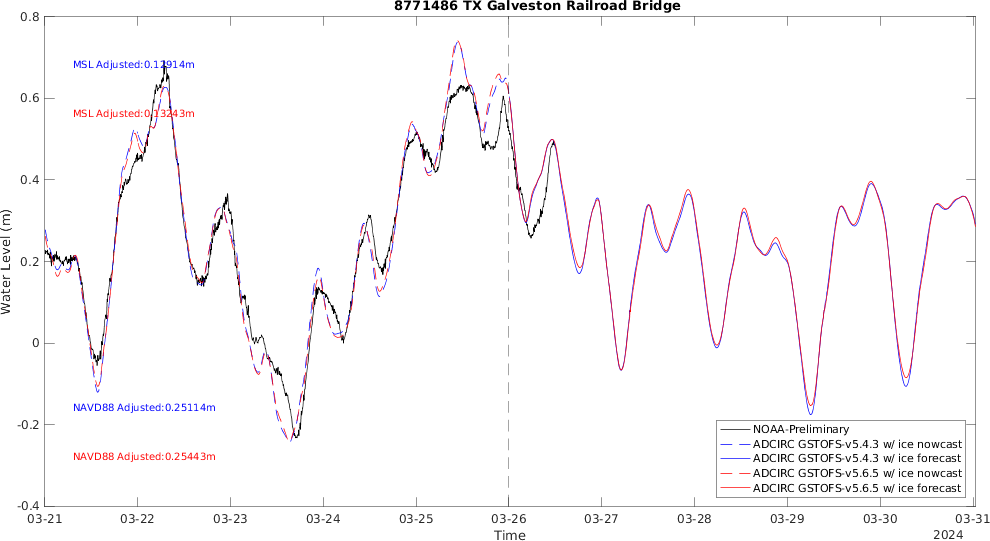 8771486 TX Galveston Railroad Bridge
0.8
0.6
0.4
0.2
0
-0.2
-0.4
Water Level (m)
MSL Adjusted:0.12914m
MSL Adjusted:0.13243m
NAVD88 Adjusted:0.25114m
NAVD88 Adjusted:0.25443m
NOAA-Preliminary
ADCIRC GSTOFS-v5.4.3 w/ ice nowcast
ADCIRC GSTOFS-v5.4.3 w/ ice forecast
ADCIRC GSTOFS-v5.6.5 w/ ice nowcast
ADCIRC GSTOFS-v5.6.5 w/ ice forecast
03-21 03-22 03-23 03-24 03-25 03-26 03-27 03-28 03-29 03-30 03-31
Time
2024